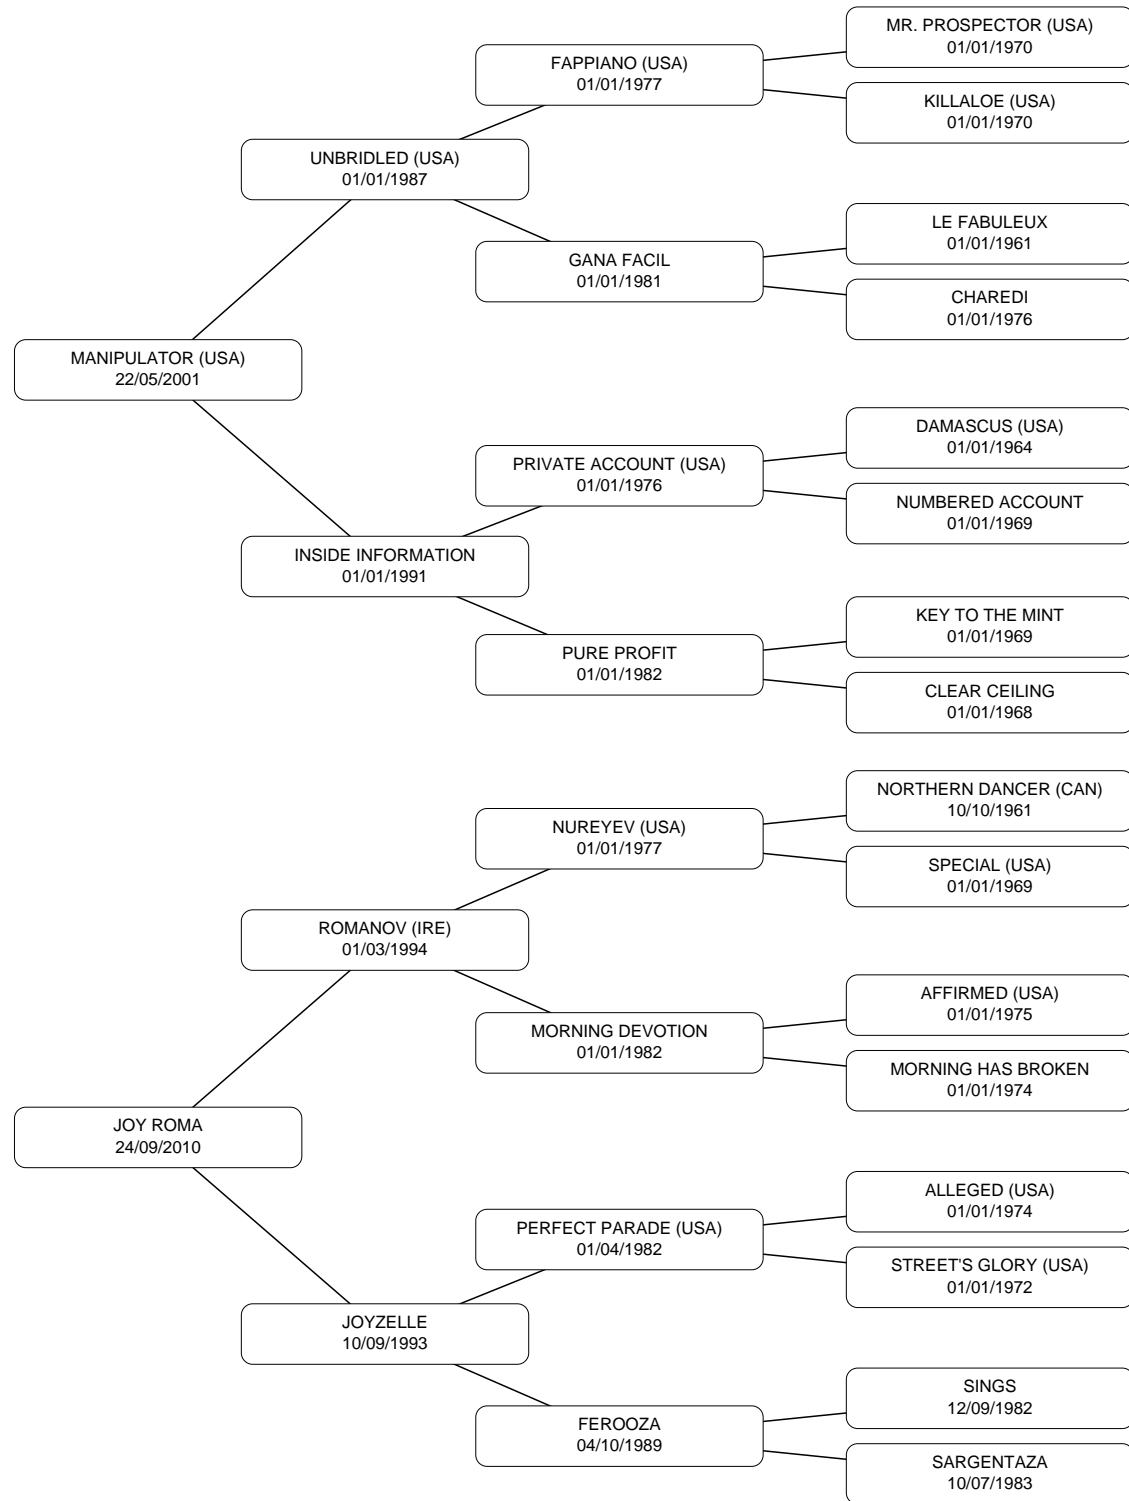 MR. PROSPECTOR (USA)
01/01/1970
FAPPIANO (USA)
01/01/1977
KILLALOE (USA)
01/01/1970
UNBRIDLED (USA)
01/01/1987
LE FABULEUX
01/01/1961
GANA FACIL
01/01/1981
CHAREDI
01/01/1976
MANIPULATOR (USA)
22/05/2001
DAMASCUS (USA)
01/01/1964
PRIVATE ACCOUNT (USA)
01/01/1976
NUMBERED ACCOUNT
01/01/1969
INSIDE INFORMATION
01/01/1991
KEY TO THE MINT
01/01/1969
PURE PROFIT
01/01/1982
CLEAR CEILING
01/01/1968
NORTHERN DANCER (CAN)
10/10/1961
NUREYEV (USA)
01/01/1977
SPECIAL (USA)
01/01/1969
ROMANOV (IRE)
01/03/1994
AFFIRMED (USA)
01/01/1975
MORNING DEVOTION
01/01/1982
MORNING HAS BROKEN
01/01/1974
JOY ROMA
24/09/2010
ALLEGED (USA)
01/01/1974
PERFECT PARADE (USA)
01/04/1982
STREET'S GLORY (USA)
01/01/1972
JOYZELLE
10/09/1993
SINGS
12/09/1982
FEROOZA
04/10/1989
SARGENTAZA
10/07/1983